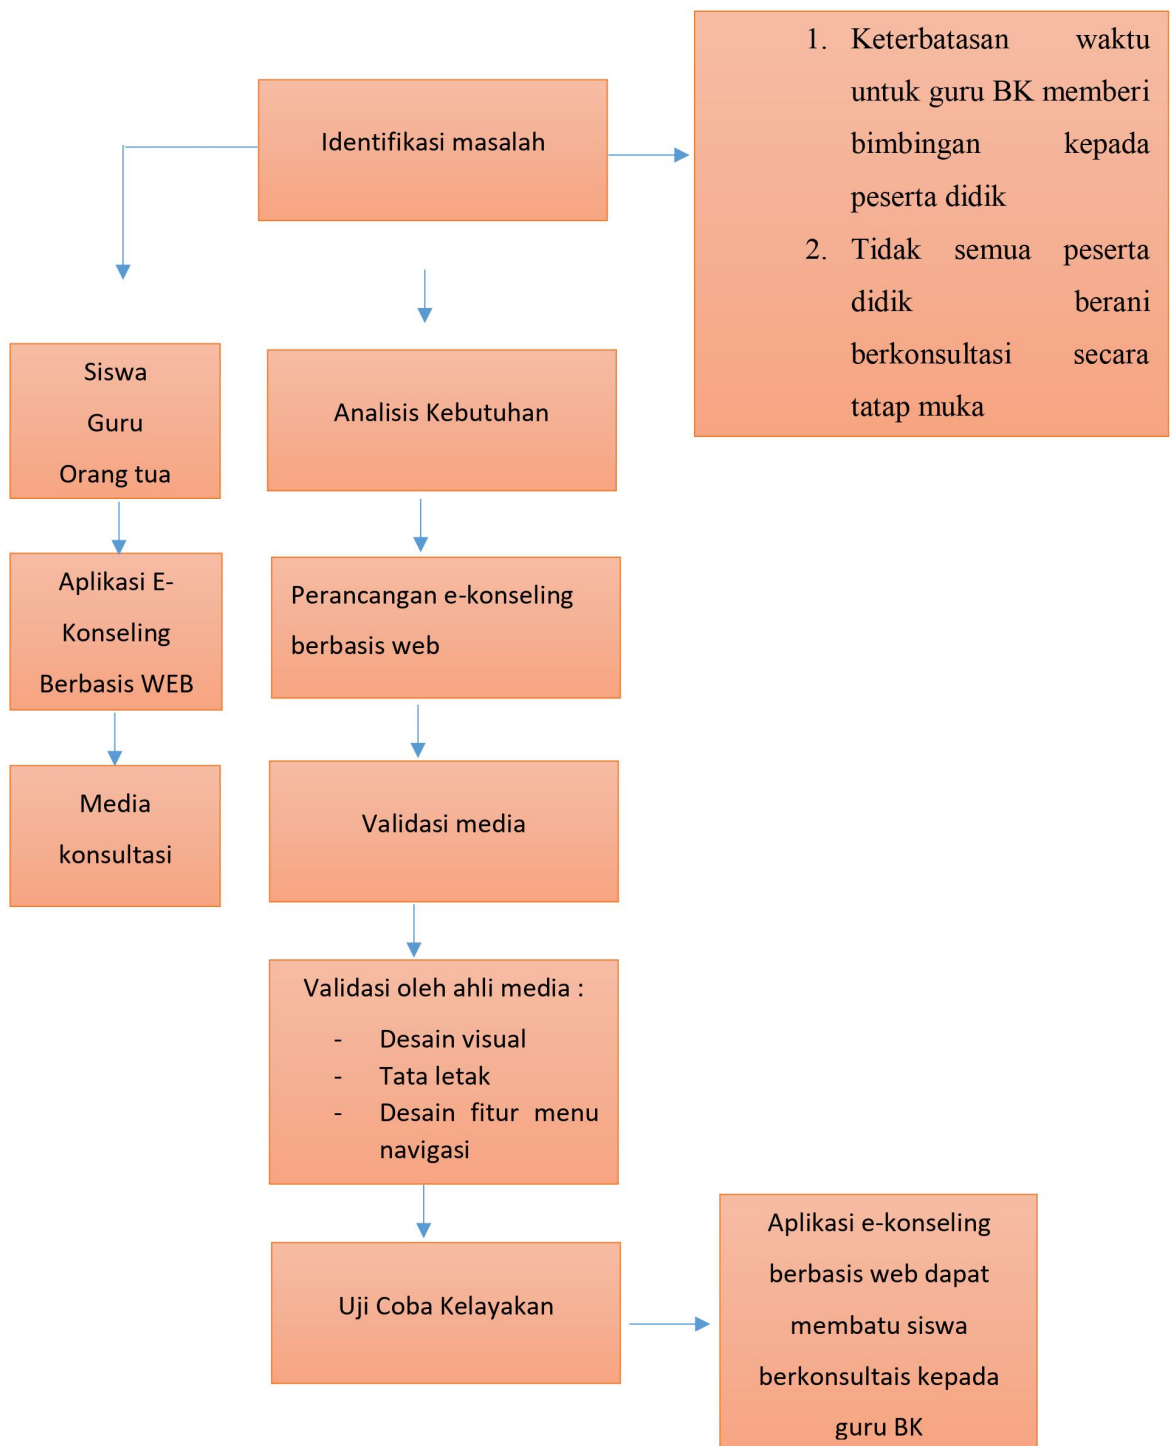 Identifikasi masalah
1. Keterbatasan waktu
untuk guru BK memberi
bimbingan kepada
peserta didik
2. Tidak semua peserta
didik berani
berkonsultasi secara
tatap muka
Siswa
Guru
Orang tua
Analisis Kebutuhan
Aplikasi E-
Konseling
Berbasis WEB
Perancangan e-konseling
berbasis web
Media
konsultasi
Validasi media
Validasi oleh ahli media :
- Desain visual
- Tata letak
- Desain fitur menu
navigasi
Uji Coba Kelayakan
Aplikasi e-konseling
berbasis web dapat
membatu siswa
berkonsultais kepada
guru BK